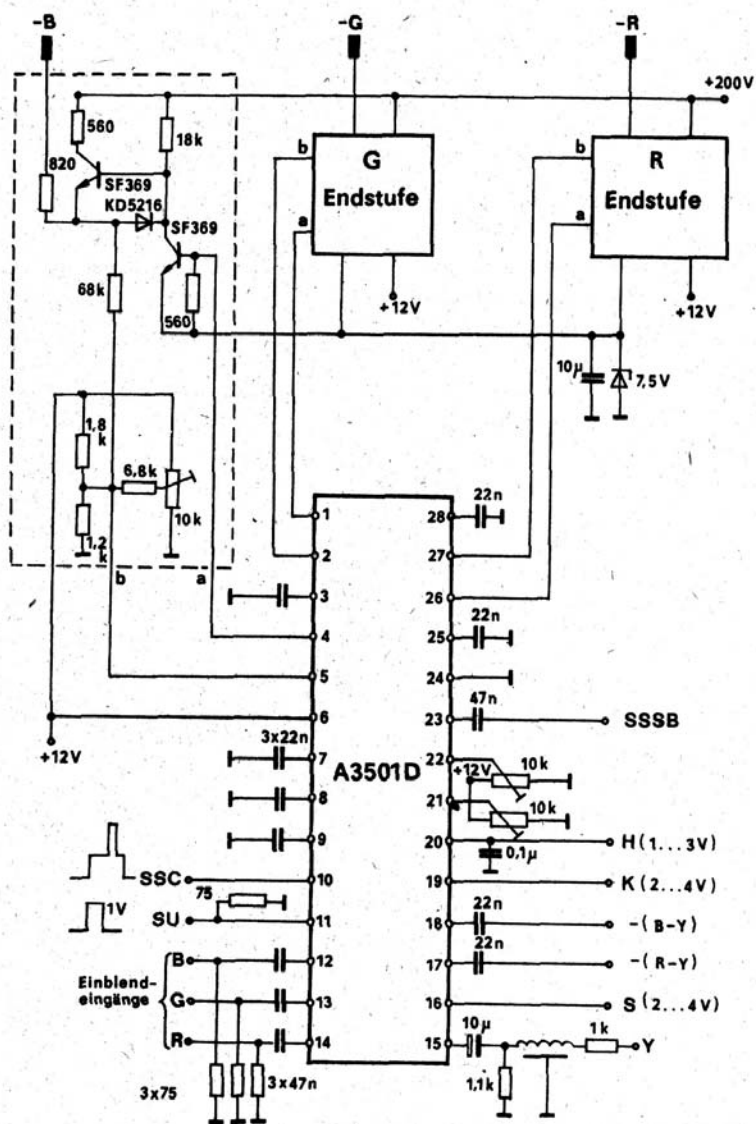 -B
-G
-R
+200V
560
18k
820
SF369
KD5216
SF369
68k
560
b
G
Endstufe
a
+12V
b
R
Endstufe
a
+12V
10µ
7,5V
1,8
k
6,8k
10k
1,2
k
b
a
1
2
3
4
5
6
+12V
3x22n
7
8
9
SSC
10
1V
SU
75
11
Einblend-
eingänge
B
12
G
13
R
14
3x75
3x47n
A3501D
22n
28
27
26
22n
25
24
47n
23
SSSB
22
+12V
10k
21
10k
20
0,1µ
H (1...3V)
19
K (2...4V)
22n
18
-(B-Y)
22n
17
-(R-Y)
16
S (2...4V)
10µ
1k
15
Y
1,1k